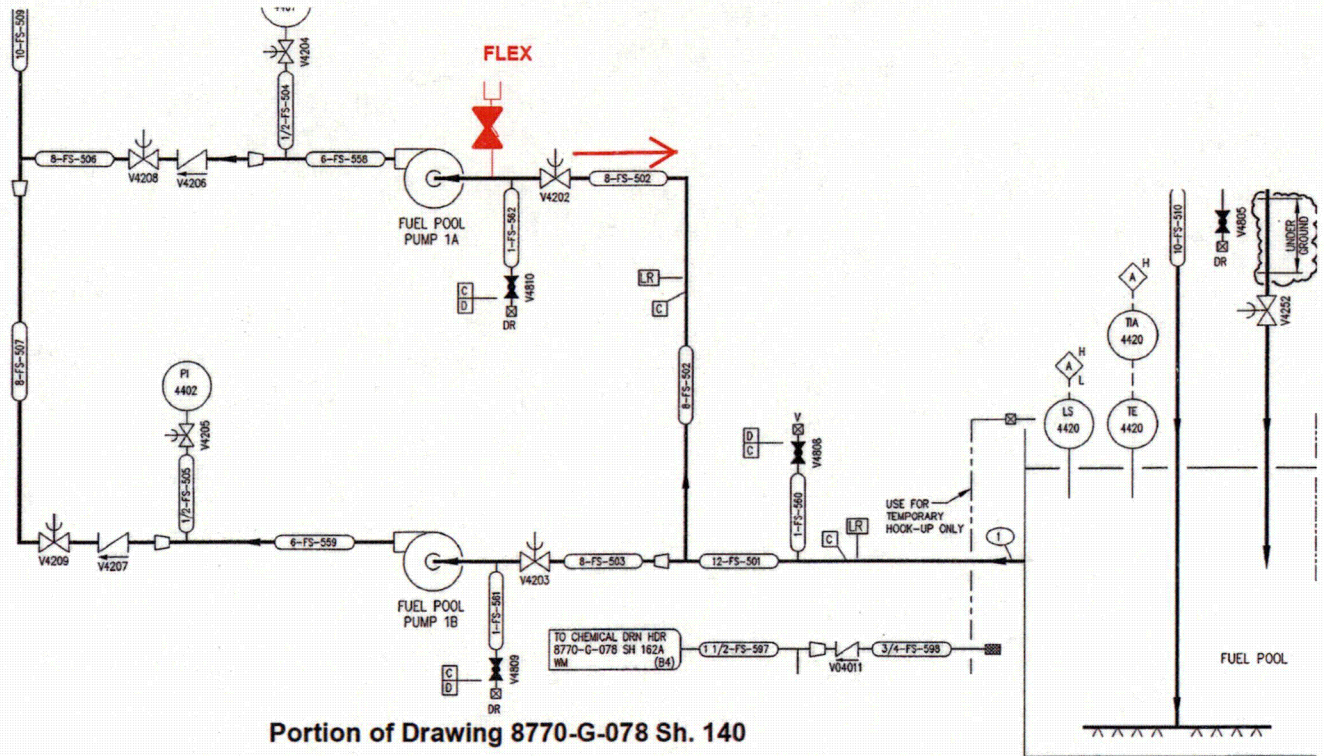 10-FS-509
4401
V4204
1/2-FS-504
FLEX
8-FS-506
V4208
V4206
6-FS-558
FUEL POOL
PUMP 1A
1-FS-562
V4202
8-FS-502
C
D
V4810
DR
LR
C
8-FS-502
8-FS-507
PI
4402
V4205
1/2-FS-505
V4209
V4207
6-FS-559
FUEL POOL
PUMP 1B
V4203
8-FS-503
12-FS-501
1-FS-561
C
D
V4809
DR
D
C
V
V4808
1-FS-560
C
LR
USE FOR
TEMPORARY
HOOK-UP ONLY
1
TO CHEMICAL DRN HDR
8770-G-078 SH 162A
WM (B4)
1 1/2-FS-597
V04011
3/4-FS-598
A
H
L
LS
4420
A
H
TIA
4420
TE
4420
10-FS-510
V4805
DR
UNDER
GROUND
V4252
FUEL POOL
Portion of Drawing 8770-G-078 Sh. 140